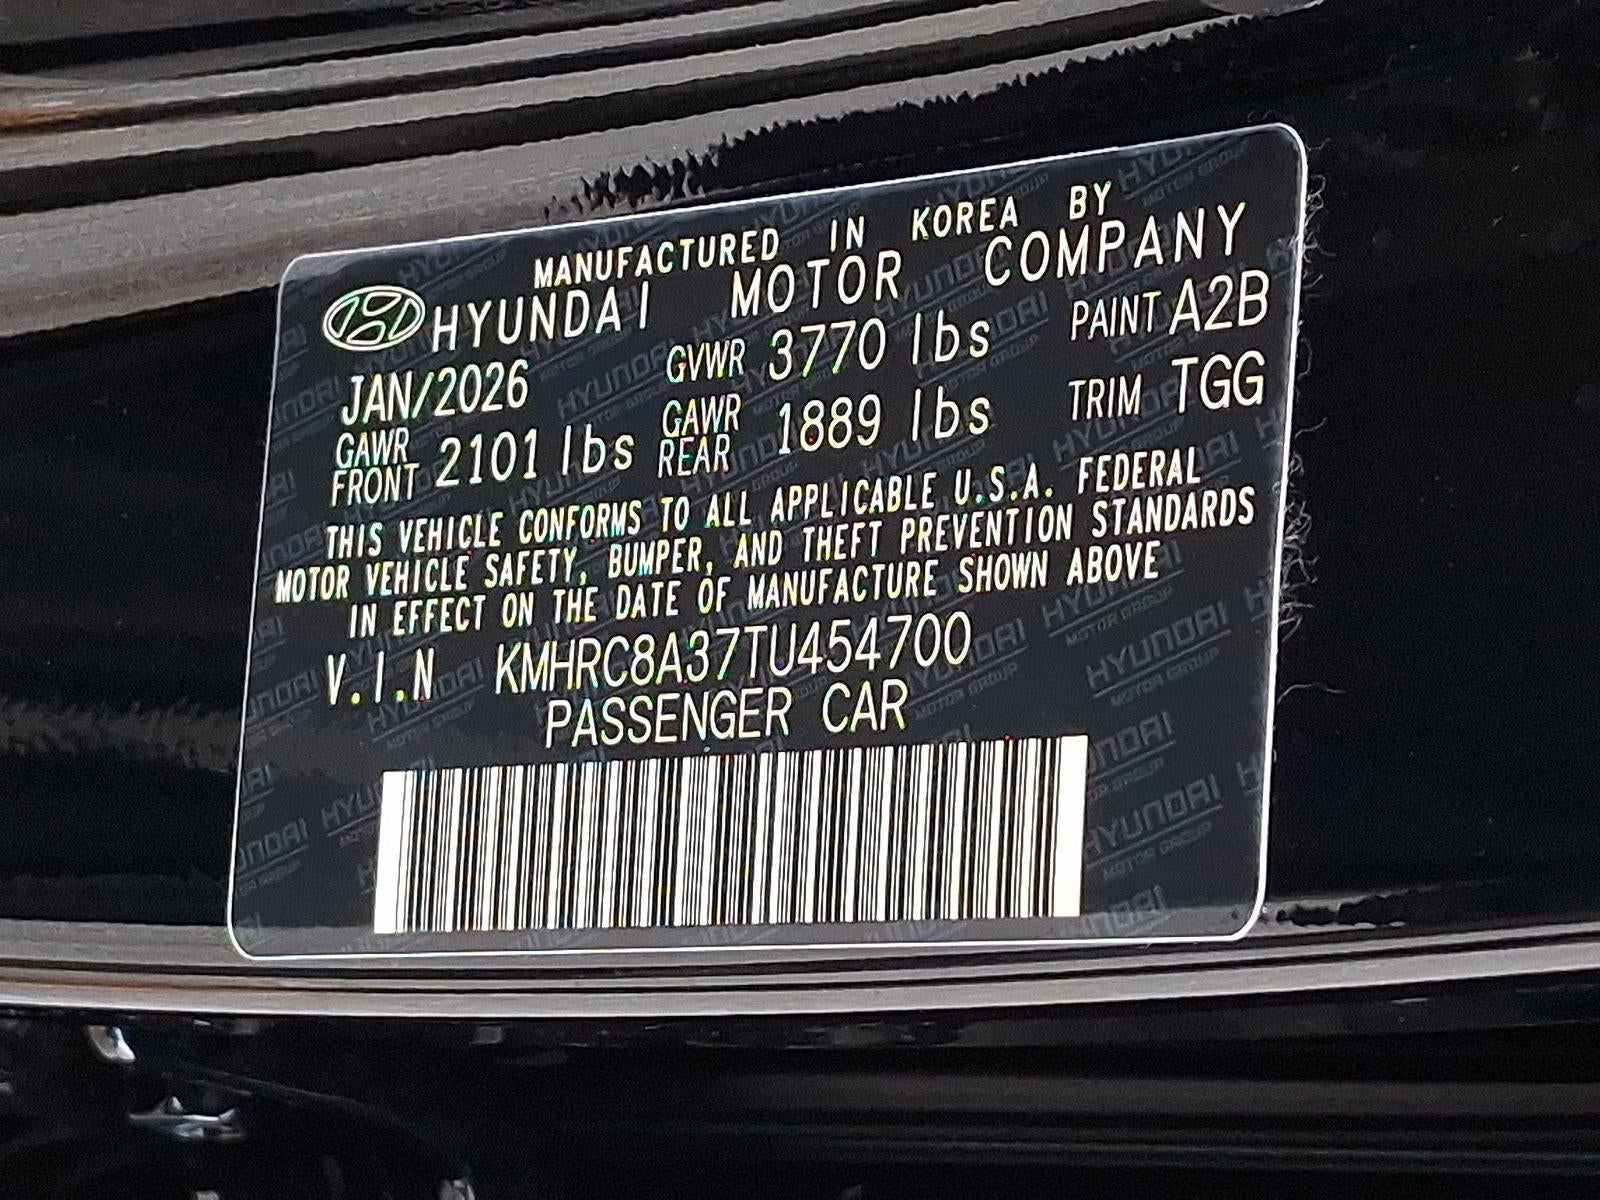 MANUFACTURED IN KOREA BY
HYUNDAI MOTOR COMPANY
JAN/2026 GVWR 3770 lbs PAINT A2B
GAWR FRONT 2101 lbs GAWR REAR 1889 lbs TRIM TGG
THIS VEHICLE CONFORMS TO ALL APPLICABLE U.S.A. FEDERAL
MOTOR VEHICLE SAFETY, BUMPER, AND THEFT PREVENTION STANDARDS
IN EFFECT ON THE DATE OF MANUFACTURE SHOWN ABOVE
V.I.N KMHRC8A37TU454700
PASSENGER CAR